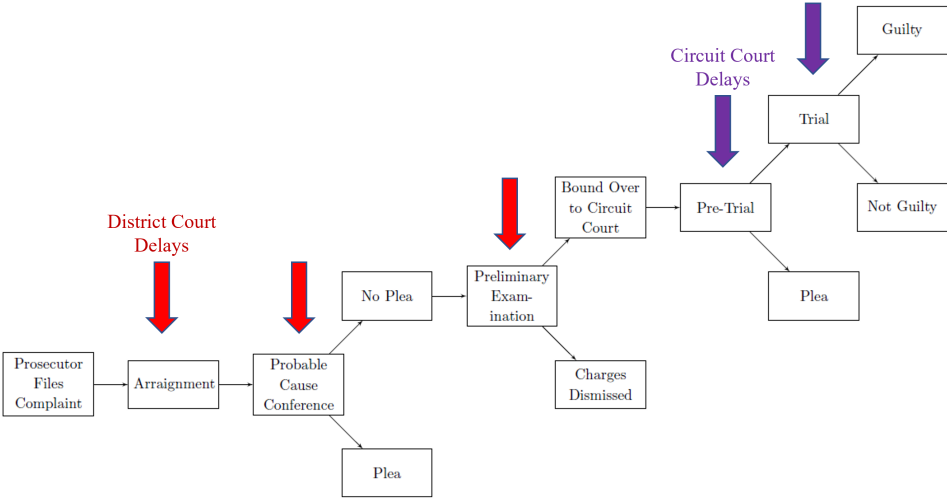 Guilty
Circuit Court
Delays
Trial
Bound Over
to Circuit
Court
Pre-Trial
Not Guilty
District Court
Delays
No Plea
Preliminary
Exam-
ination
Plea
Prosecutor
Files
Complaint
Arraignment
Probable
Cause
Conference
Charges
Dismissed
Plea